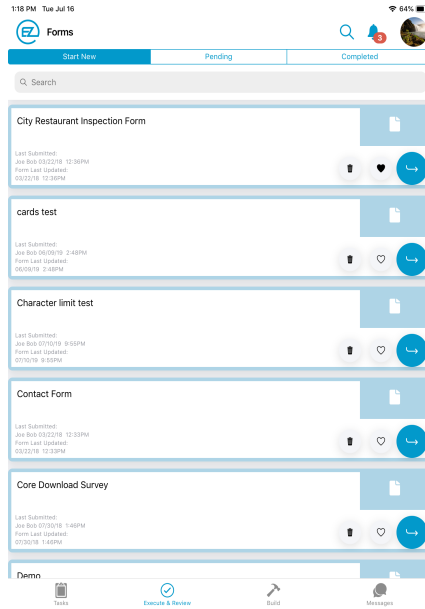 1:18 PM Tue Jul 16
64%
EZ
Forms
3
Start New
Pending
Completed
Search
City Restaurant Inspection Form
Last Submitted:
Joe Bob 03/22/18 12:36PM
Form Last Updated:
03/22/18 12:36PM
cards test
Last Submitted:
Joe Bob 06/09/19 2:48PM
Form Last Updated:
06/09/19 2:48PM
Character limit test
Last Submitted:
Joe Bob 07/10/19 9:55PM
Form Last Updated:
07/10/19 9:55PM
Contact Form
Last Submitted:
Joe Bob 03/22/18 12:33PM
Form Last Updated:
03/22/18 12:33PM
Core Download Survey
Last Submitted:
Joe Bob 07/30/18 1:46PM
Form Last Updated:
07/30/18 1:46PM
Demo
Tasks
Execute & Review
Build
Messages